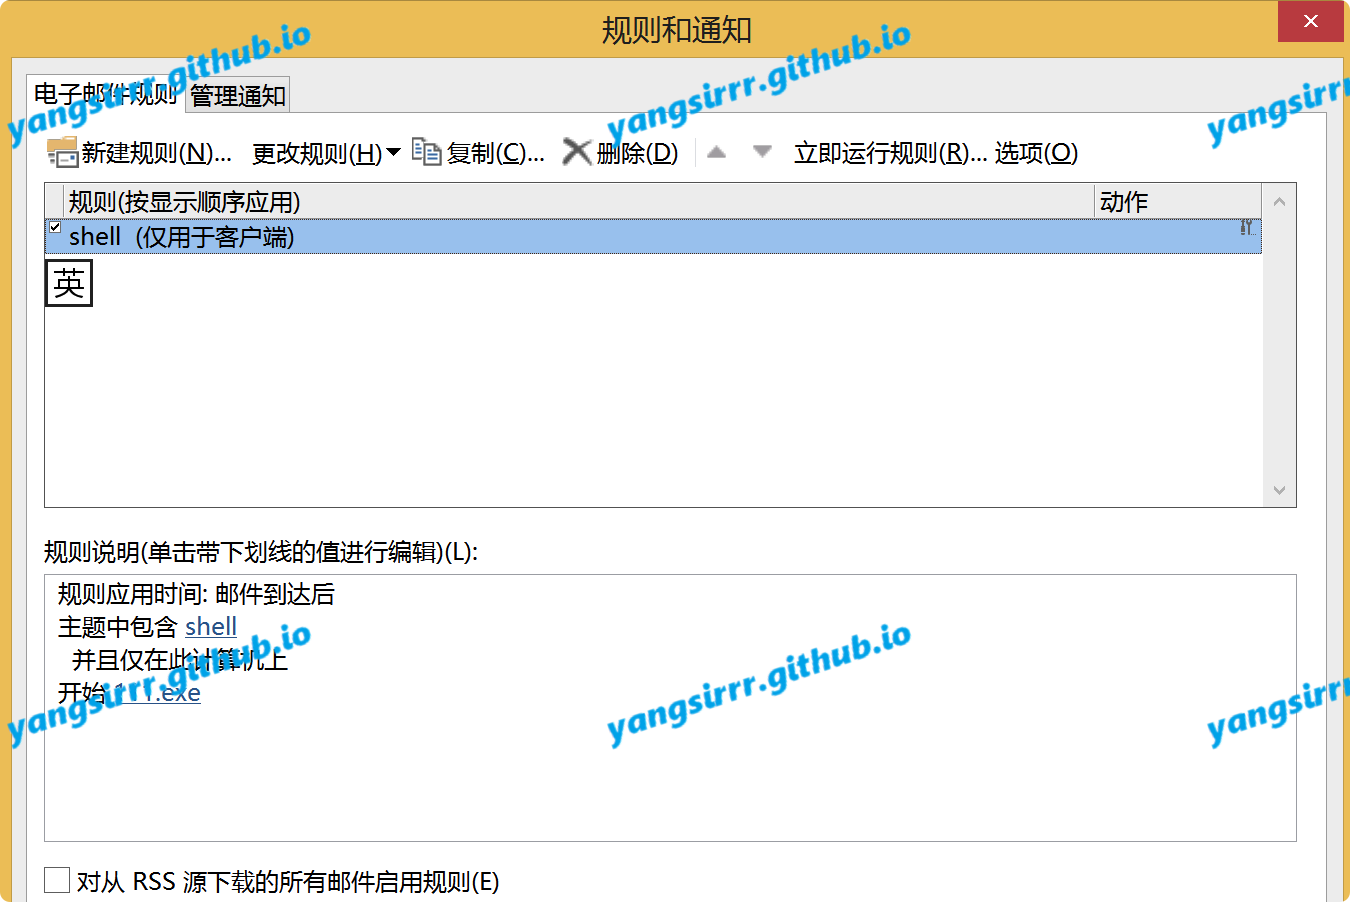 规则和通知
电子邮件规则 管理通知
新建规则(N)... 更改规则(H) 复制(C)... 删除(D) 立即运行规则(R)... 选项(O)
规则(按显示顺序应用) 动作
shell (仅用于客户端)
英
规则说明(单击带下划线的值进行编辑)(L):
规则应用时间: 邮件到达后
主题中包含 shell
并且仅在此计算机上
开始
对从 RSS 源下载的所有邮件启用规则(E)
yangsirrr.github.io
yangsirrr.github.io
yangsirrr
yangsirrr.github.io
yangsirrr.github.io
yangsirrr